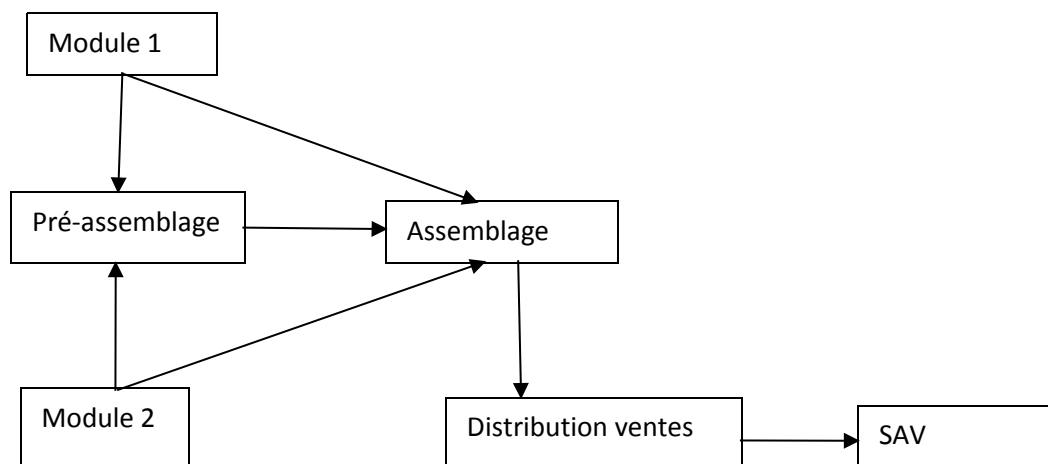 Module 1
Pré-assemblage
Assemblage
Module 2
Distribution ventes
SAV